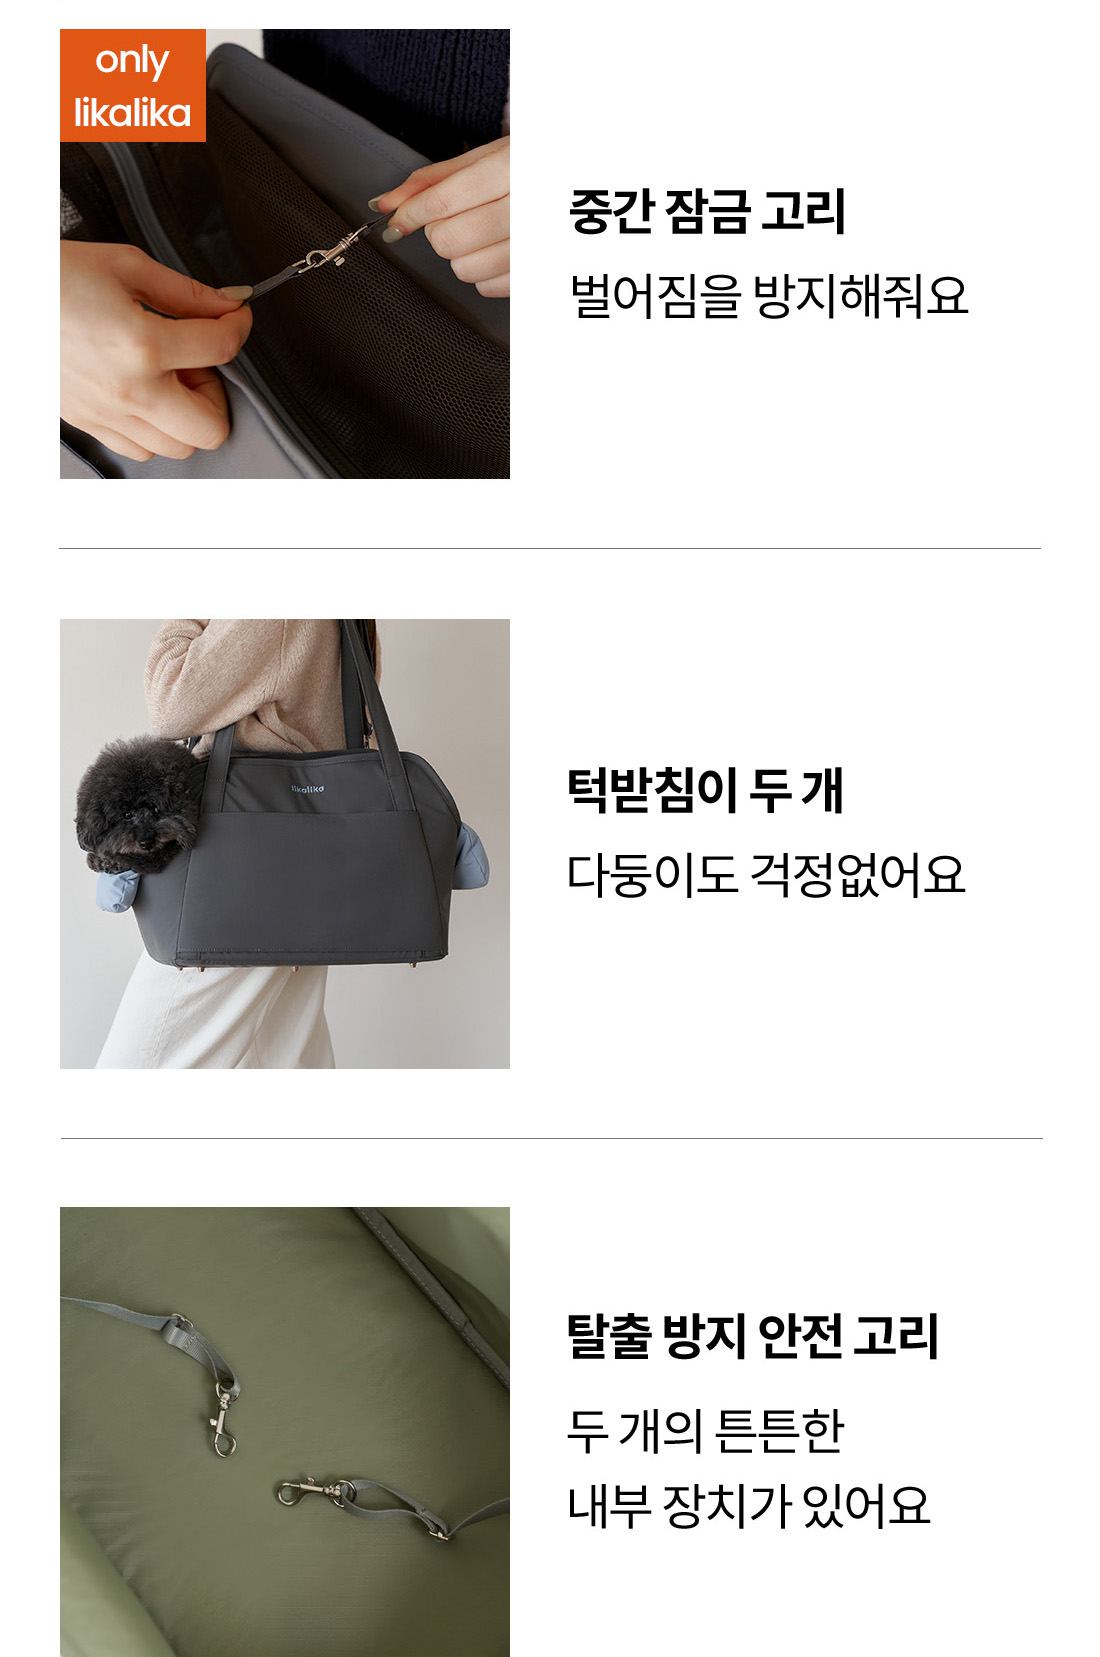 only
likalika
중간 잠금 고리
벌어짐을 방지해줘요
likalika
턱받침이 두 개
다둥이도 걱정없어요
탈출 방지 안전 고리
두 개의 튼튼한
내부 장치가 있어요